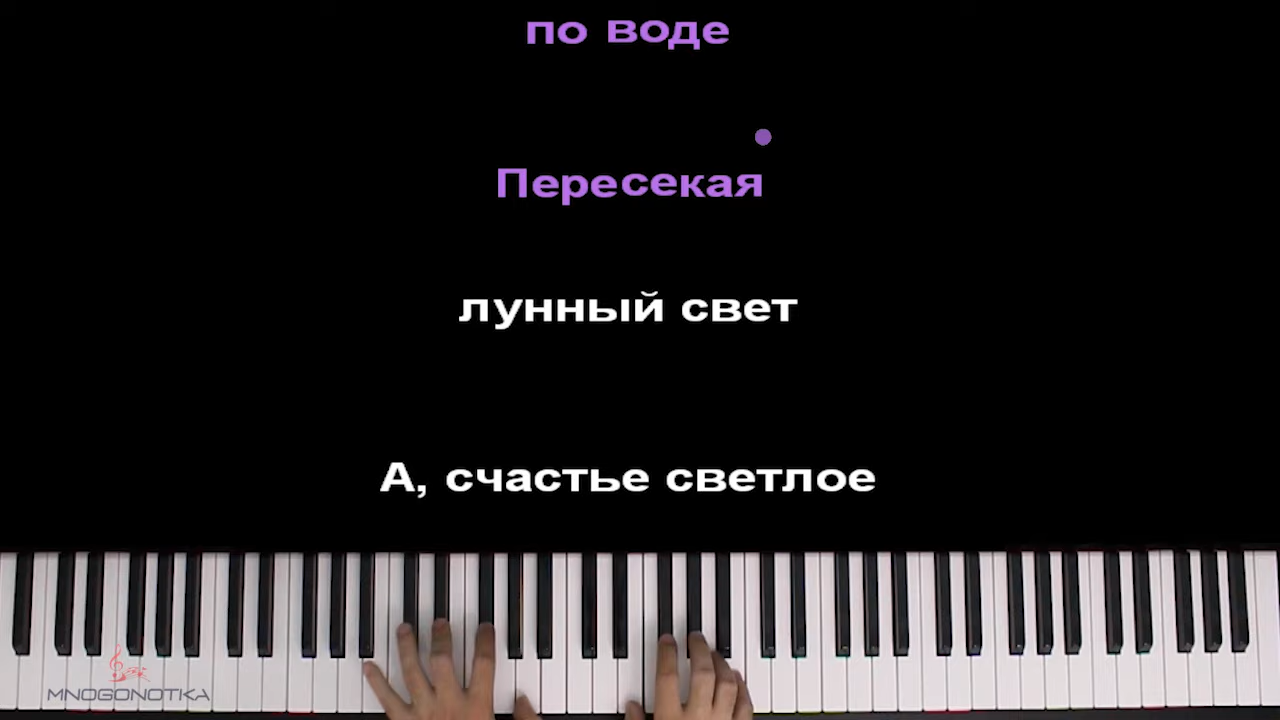 по воде
Пересекая
лунный свет
А, счастье светлое
MNOGONOTKA